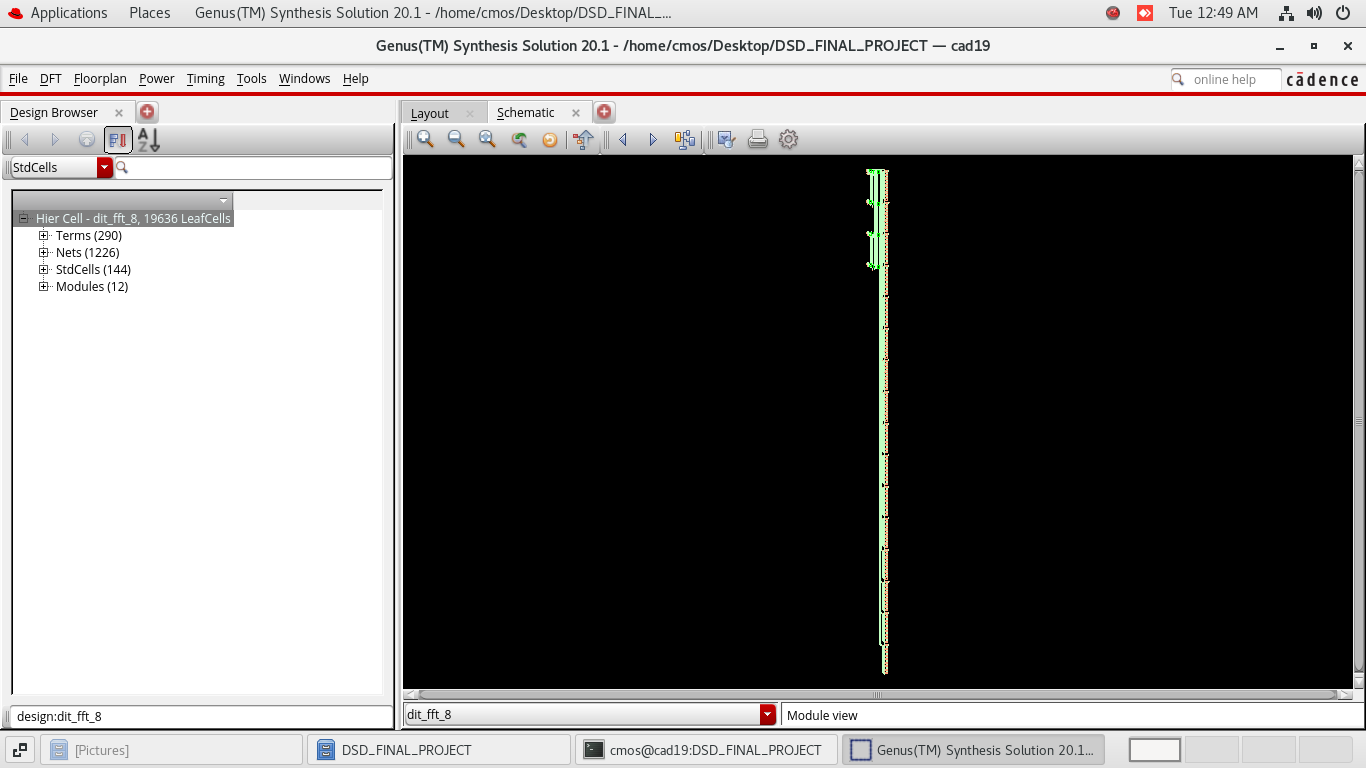 Applications Places Genus(TM) Synthesis Solution 20.1 - /home/cmos/Desktop/DSD_FINAL_... Tue 12:49 AM
Genus(TM) Synthesis Solution 20.1 - /home/cmos/Desktop/DSD_FINAL_PROJECT — cad19
File DFT Floorplan Power Timing Tools Windows Help online help cādence
Design Browser Layout Schematic
A
Z
StdCells
Hier Cell - dit_fft_8, 19636 LeafCells
Terms (290)
Nets (1226)
StdCells (144)
Modules (12)
design:dit_fft_8 dit_fft_8 Module view
[Pictures] DSD_FINAL_PROJECT cmos@cad19:DSD_FINAL_PROJECT Genus(TM) Synthesis Solution 20.1...